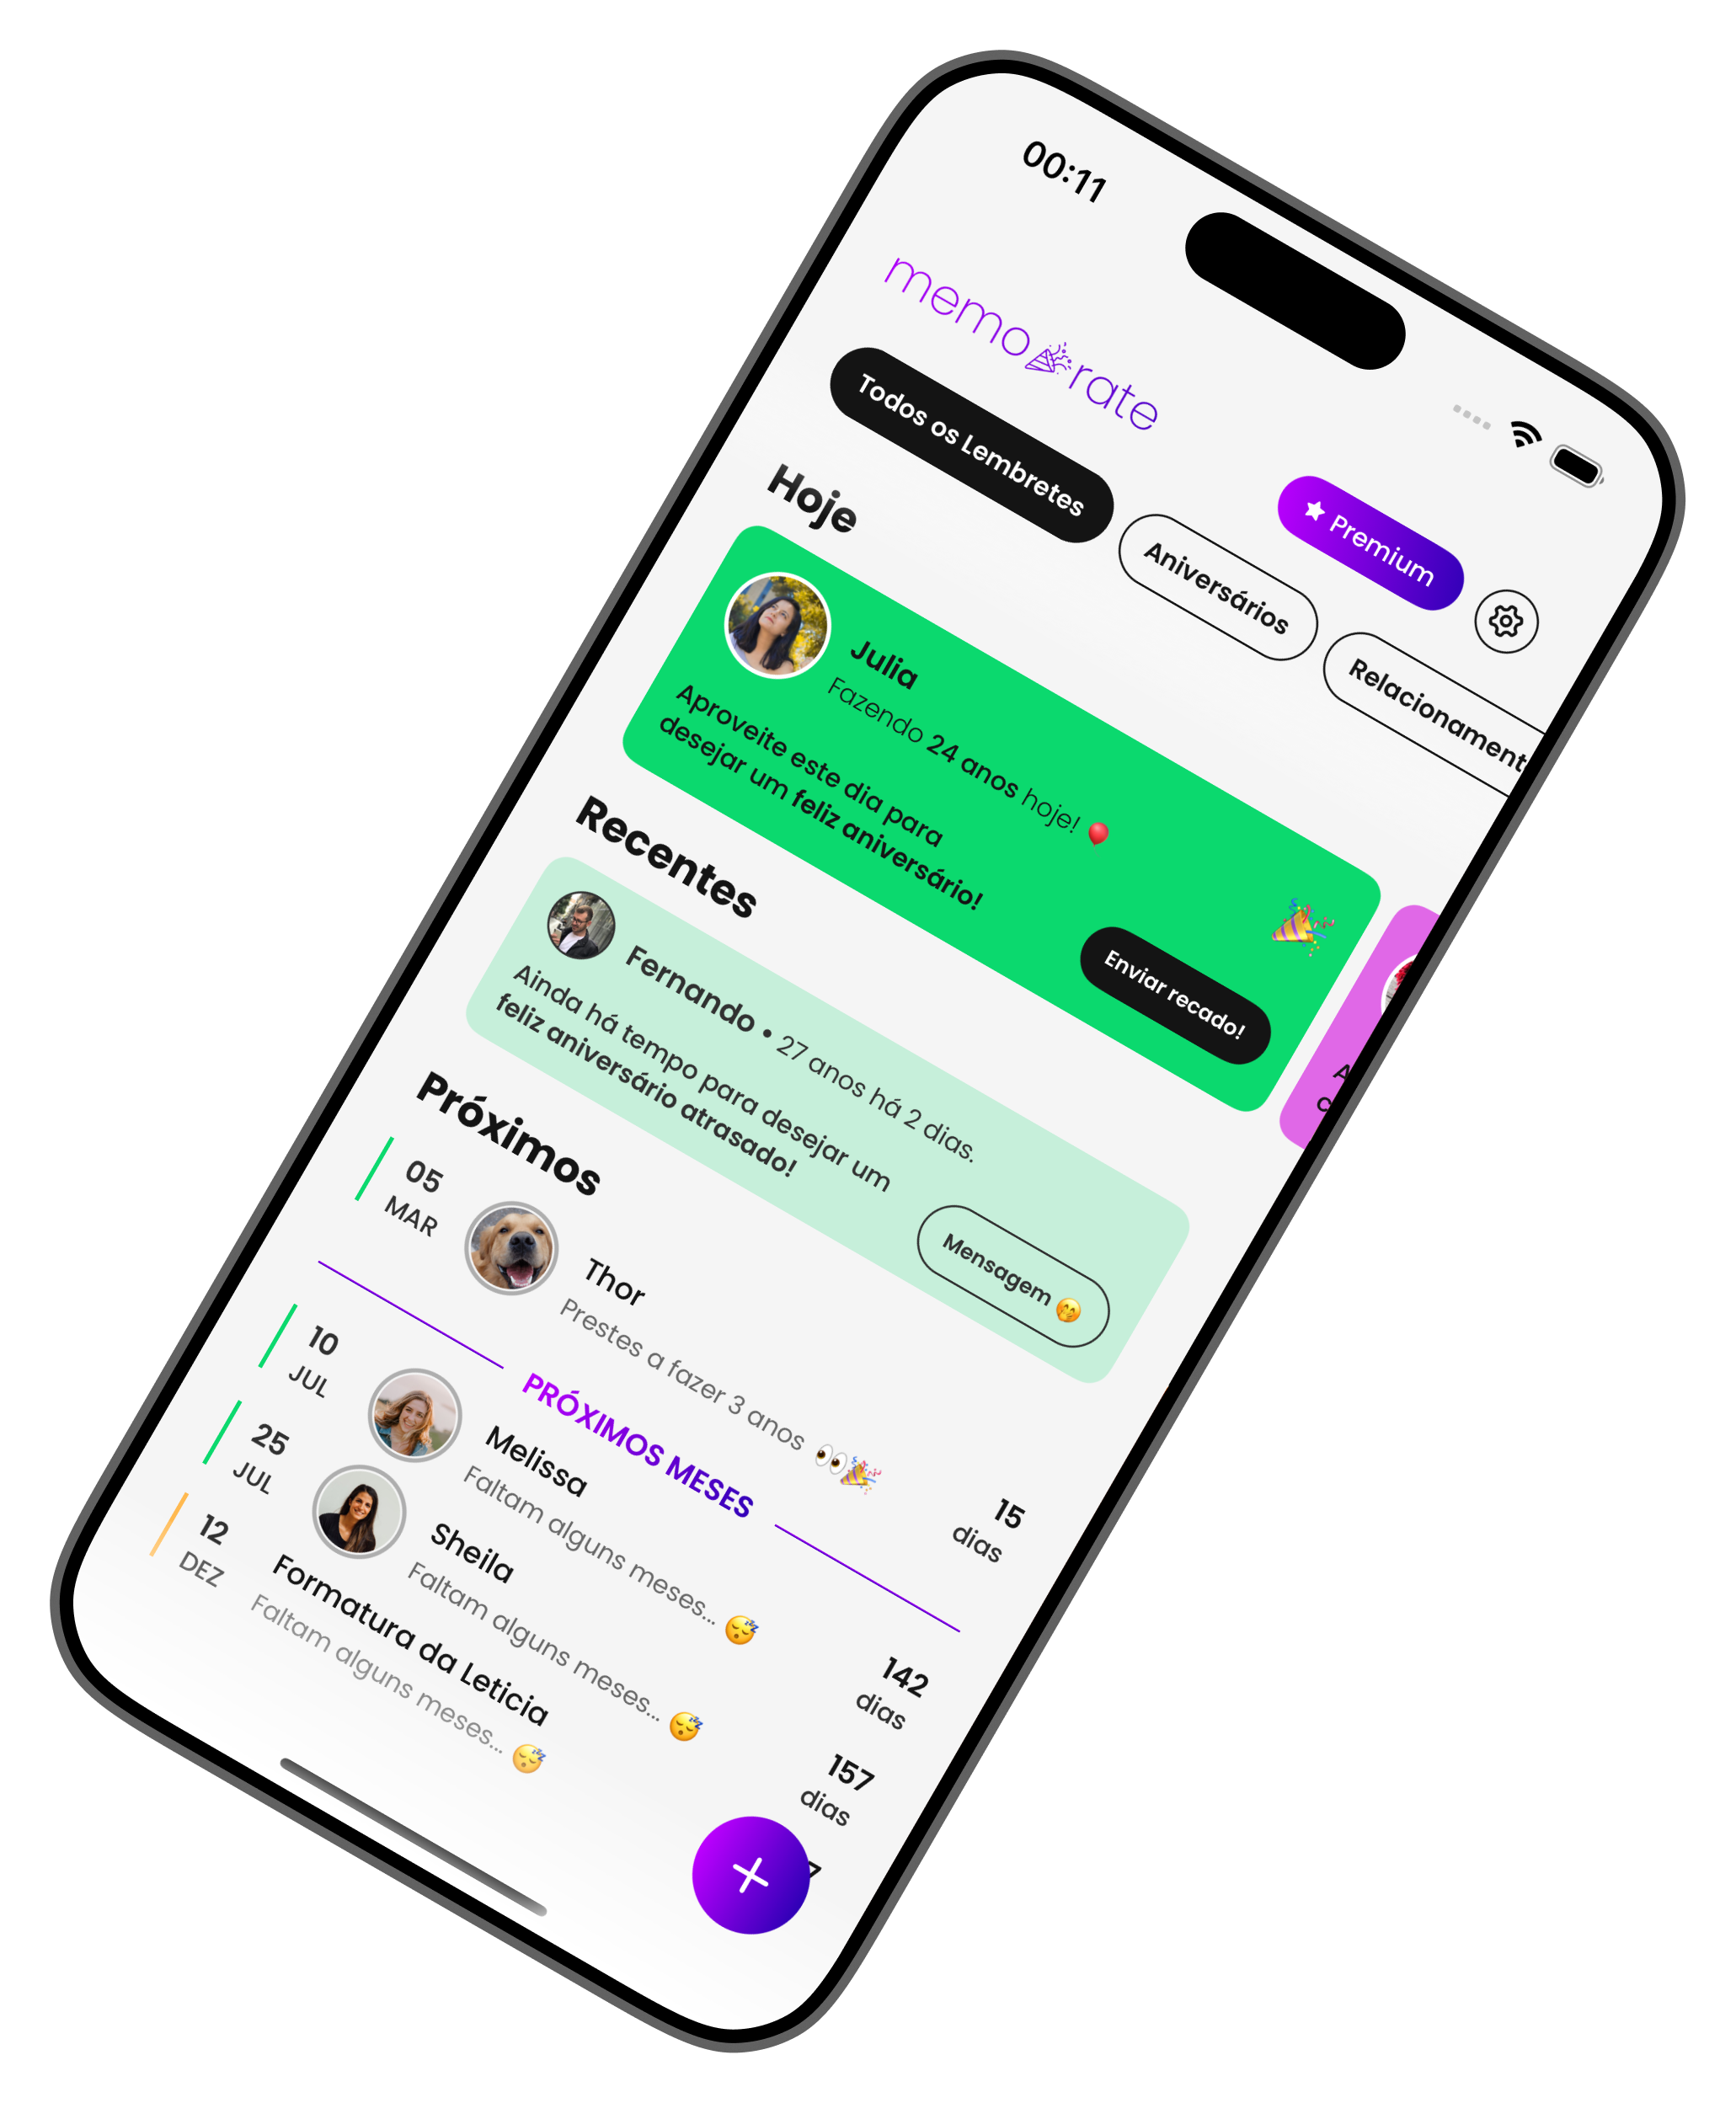 00:11
memo rate
Premium
Todos os Lembretes
Aniversários
Relacionament
Hoje
Julia
Fazendo 24 anos hoje! 🎈
Aproveite este dia para
desejar um feliz aniversário!
🎉
Enviar recado!
Recentes
Fernando • 27 anos há 2 dias.
Ainda há tempo para desejar um
feliz aniversário atrasado!
Mensagem 🤭
Próximos
05
MAR
Thor
Prestes a fazer 3 anos 👀🎉
15
dias
PRÓXIMOS MESES
10
JUL
Melissa
Faltam alguns meses... 😴
142
dias
25
JUL
Sheila
Faltam alguns meses... 😴
157
dias
12
DEZ
Formatura da Leticia
Faltam alguns meses... 😴